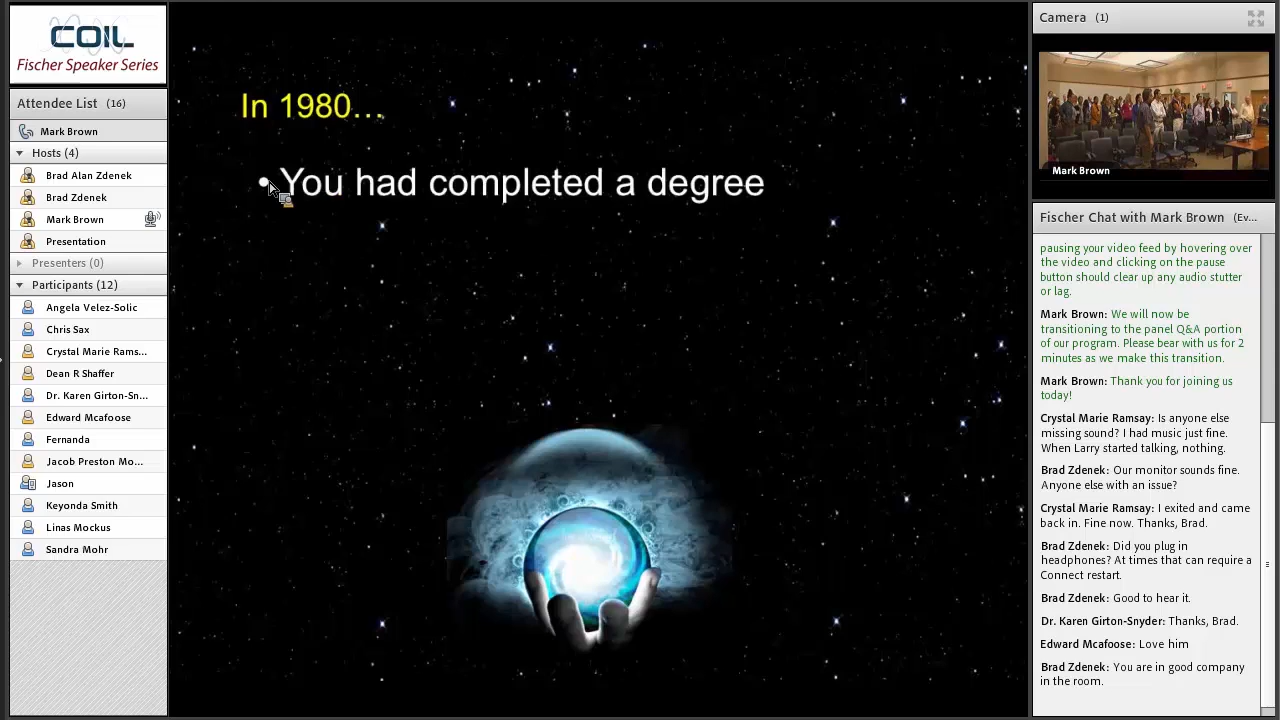 COIL
Fischer Speaker Series
Attendee List (16)
Mark Brown
Hosts (4)
Brad Alan Zdenek
Brad Zdenek
Mark Brown
Presentation
Presenters (0)
Participants (12)
Angela Velez-Solic
Chris Sax
Crystal Marie Rams...
Dean R Shaffer
Dr. Karen Girton-Sn...
Edward Mcafoose
Fernanda
Jacob Preston Mo...
Jason
Keyonda Smith
Linas Mockus
Sandra Mohr
In 1980…
• You had completed a degree
Camera (1)
Mark Brown
Fischer Chat with Mark Brown (Ev...
pausing your video feed by hovering over
the video and clicking on the pause
button should clear up any audio stutter
or lag.
Mark Brown: We will now be
transitioning to the panel Q&A portion
of our program. Please bear with us for 2
minutes as we make this transition.
Mark Brown: Thank you for joining us
today!
Crystal Marie Ramsay: Is anyone else
missing sound? I had music just fine.
When Larry started talking, nothing.
Brad Zdenek: Our monitor sounds fine.
Anyone else with an issue?
Crystal Marie Ramsay: I exited and came
back in. Fine now. Thanks, Brad.
Brad Zdenek: Did you plug in
headphones? At times that can require a
Connect restart.
Brad Zdenek: Good to hear it.
Dr. Karen Girton-Snyder: Thanks, Brad.
Edward Mcafoose: Love him
Brad Zdenek: You are in good company
in the room.